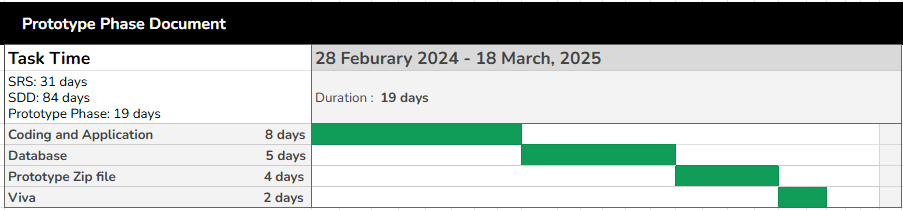 Prototype Phase Document
Task Time
28 Feburary 2024 - 18 March, 2025
SRS: 31 days
SDD: 84 days
Prototype Phase: 19 days
Duration : 19 days
Coding and Application 8 days
Database 5 days
Prototype Zip file 4 days
Viva 2 days